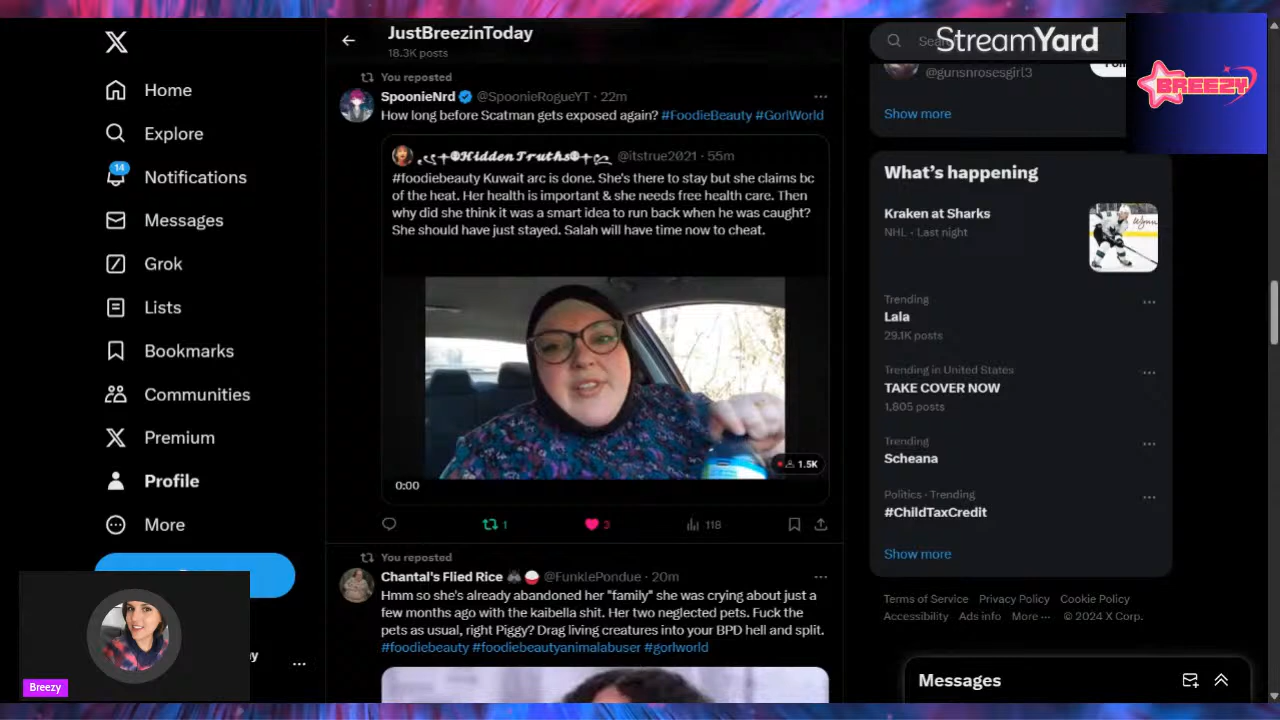 JustBreezinToday
18.3K posts
Home
Explore
14
Notifications
Messages
Grok
Lists
Bookmarks
Communities
Premium
Profile
More
You reposted
SpoonieNrd @SpoonieRogueYT · 22m
How long before Scatman gets exposed again? #FoodieBeauty #GorlWorld
Hidden Truths @itstrue2021 · 55m
#foodiebeauty Kuwait arc is done. She's there to stay but she claims bc
of the heat. Her health is important & she needs free health care. Then
why did she think it was a smart idea to run back when he was caught?
She should have just stayed. Salah will have time now to cheat.
1.5K
0:00
1
3
118
You reposted
Chantal's Flied Rice @FunklePondue · 20m
Hmm so she's already abandoned her "family" she was crying about just a
few months ago with the kaibella shit. Her two neglected pets. Fuck the
pets as usual, right Piggy? Drag living creatures into your BPD hell and split.
#foodiebeauty #foodiebeautyanimalabuser #gorlworld
StreamYard
BREEZY
@gunsnrosesgirl3
Show more
What's happening
Kraken at Sharks
NHL · Last night
Trending
Lala
29.1K posts
Trending in United States
TAKE COVER NOW
1,805 posts
Trending
Scheana
Politics · Trending
#ChildTaxCredit
Show more
Terms of Service Privacy Policy Cookie Policy
Accessibility Ads info More ··· © 2024 X Corp.
Messages
Breezy